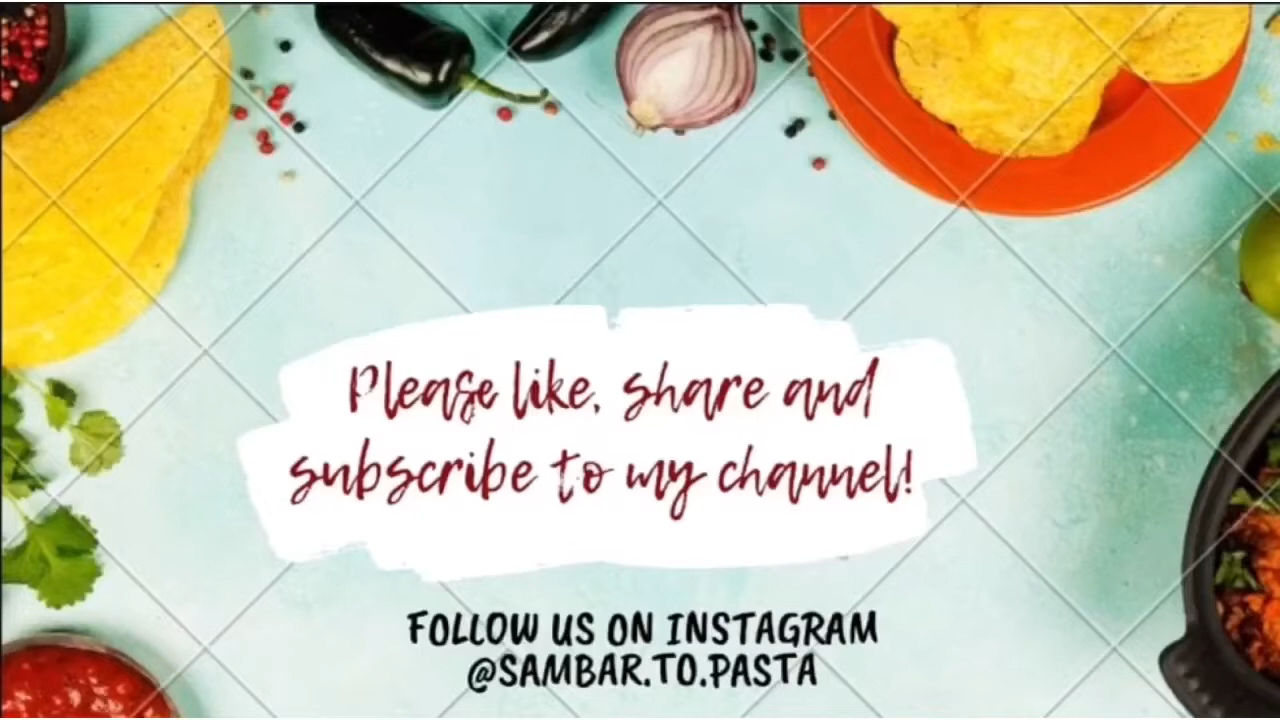 Please like, share and
subscribe to my channel!
FOLLOW US ON INSTAGRAM
@SAMBAR.TO.PASTA